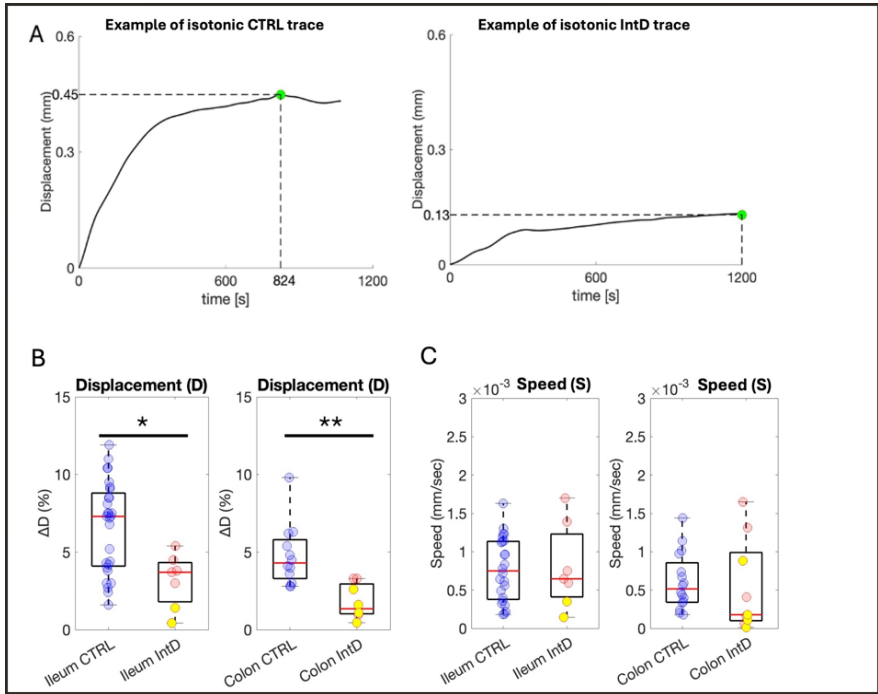 A
Example of isotonic CTRL trace
0.6
0.45
0.3
0
Displacement (mm)
0
600
824
1200
time [s]
Example of isotonic IntD trace
0.6
0.3
0.13
0
Displacement (mm)
0
600
1200
time [s]
B
Displacement (D)
15
10
5
0
ΔD (%)
*
Ileum CTRL
Ileum IntD
Displacement (D)
15
10
5
0
ΔD (%)
**
Colon CTRL
Colon IntD
C
×10⁻³
Speed (S)
3
2.5
2
1.5
1
0.5
0
Speed (mm/sec)
Ileum CTRL
Ileum IntD
×10⁻³
Speed (S)
3
2.5
2
1.5
1
0.5
0
Speed (mm/sec)
Colon CTRL
Colon IntD